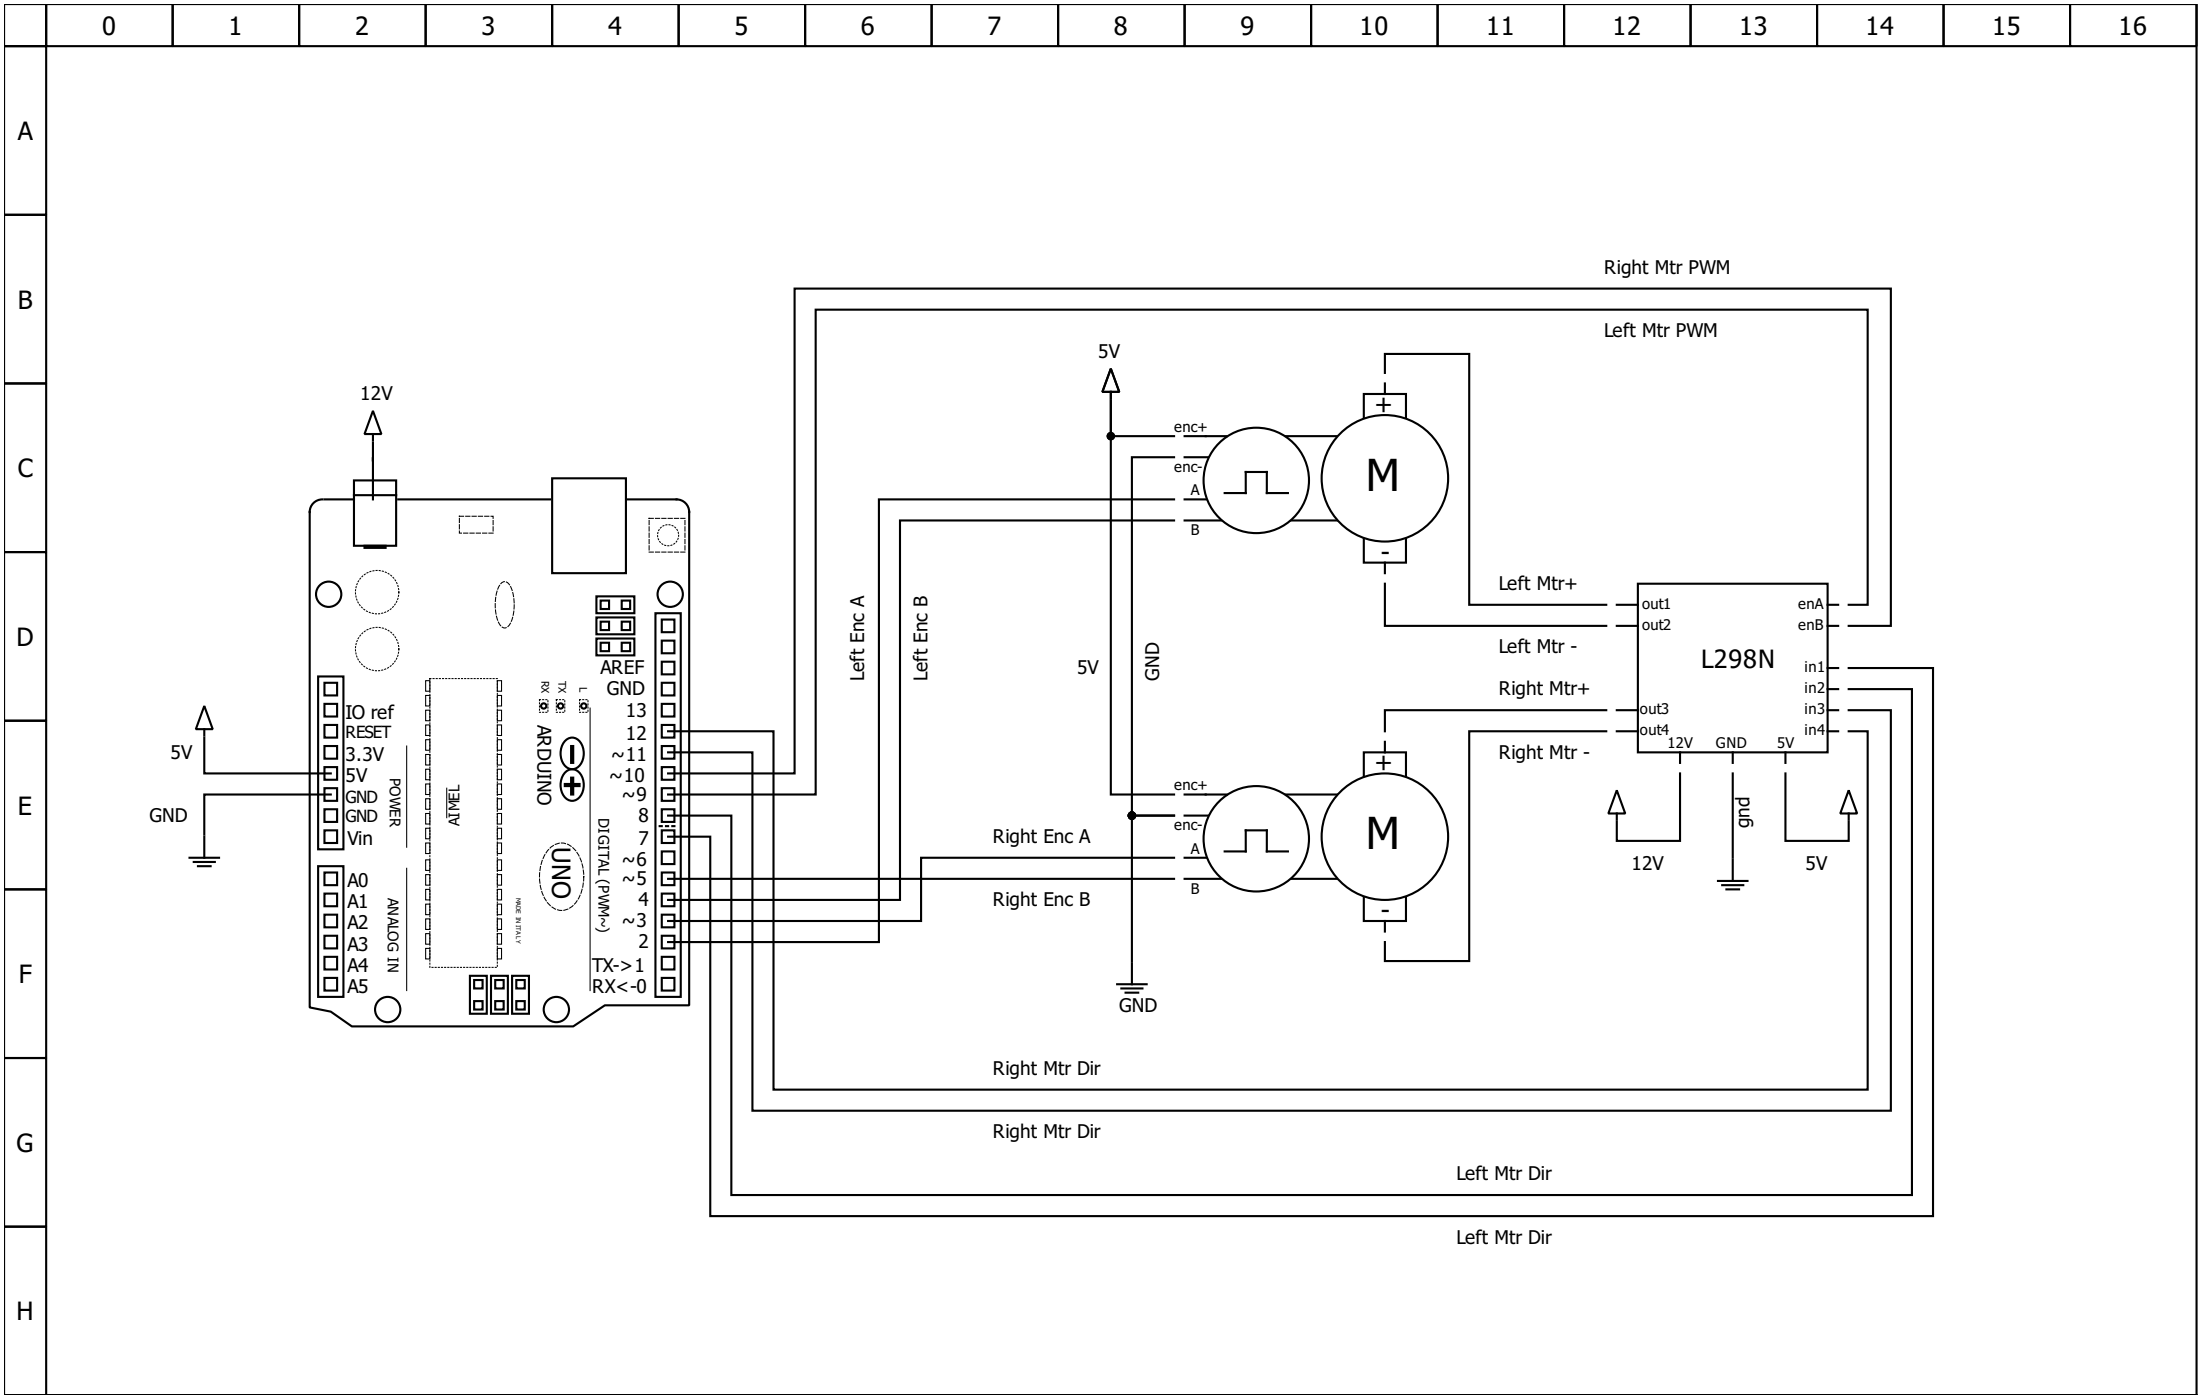 0 1 2 3 4 5 6 7 8 9 10 11 12 13 14 15 16
A
B
C
D
E
F
G
H
12V
5V
GND
IO ref
RESET
3.3V
5V
GND
GND
Vin
POWER
A0
A1
A2
A3
A4
A5
ANALOG IN
AIMEL
MADE IN ITALY
RX
TX
L
ARDUINO
UNO
DIGITAL (PWM~)
AREF
GND
13
12
~11
~10
~9
8
7
~6
~5
4
~3
2
TX->1
RX<-0
Right Mtr PWM
Left Mtr PWM
5V
enc+
enc-
A
B
+
M
-
Left Enc A
Left Enc B
5V
GND
enc+
enc-
A
B
+
M
-
Right Enc A
Right Enc B
GND
Left Mtr+
Left Mtr -
Right Mtr+
Right Mtr -
out1
out2
out3
out4
L298N
enA
enB
in1
in2
in3
in4
12V GND 5V
12V
gnd
5V
Right Mtr Dir
Right Mtr Dir
Left Mtr Dir
Left Mtr Dir